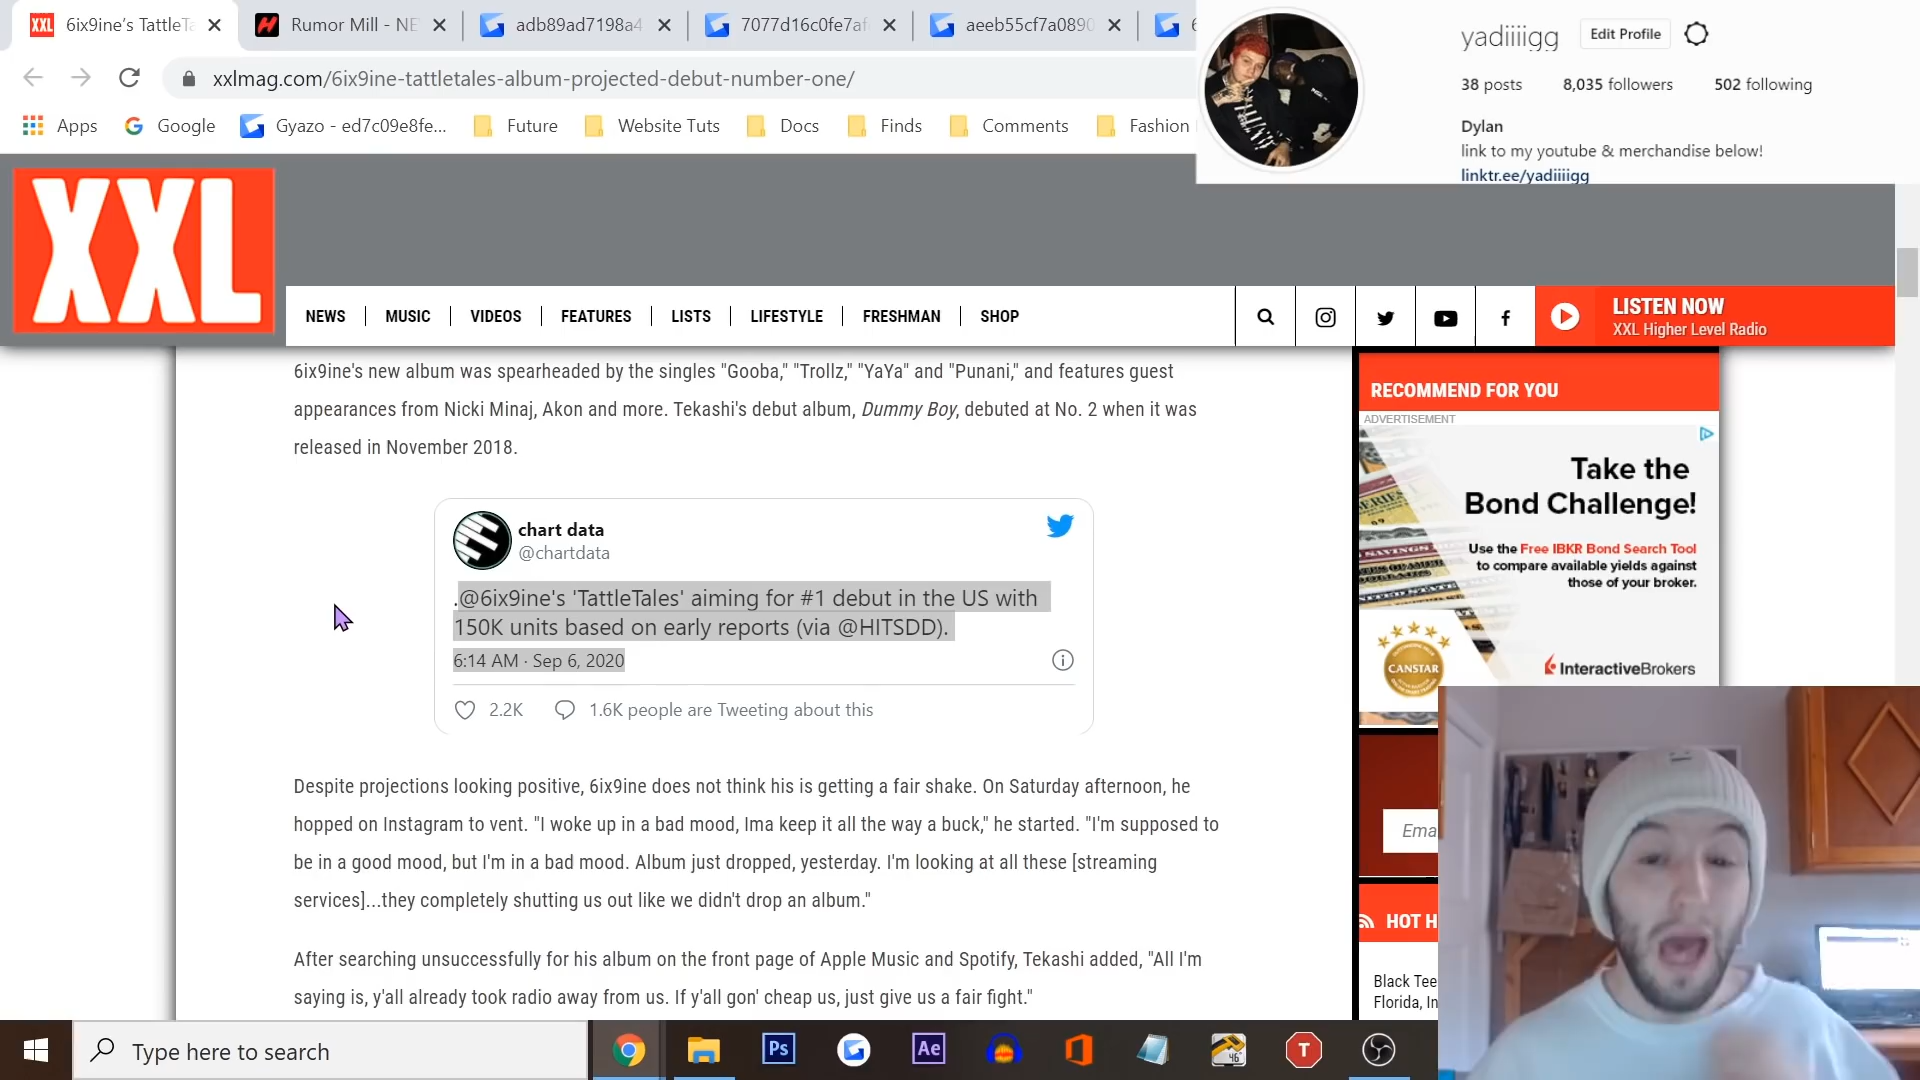 6ix9ine's TattleTa
Rumor Mill - NE
adb89ad7198a4
7077d16c0fe7af
aeeb55cf7a0890
xxlmag.com/6ix9ine-tattletales-album-projected-debut-number-one/
Apps
Google
Gyazo - ed7c09e8fe...
Future
Website Tuts
Docs
Finds
Comments
Fashion
yadiiiigg
Edit Profile
38 posts
8,035 followers
502 following
Dylan
link to my youtube & merchandise below!
linktr.ee/yadiiiigg
XXL
NEWS
MUSIC
VIDEOS
FEATURES
LISTS
LIFESTYLE
FRESHMAN
SHOP
LISTEN NOW
XXL Higher Level Radio
6ix9ine's new album was spearheaded by the singles "Gooba," "Trollz," "YaYa" and "Punani," and features guest
appearances from Nicki Minaj, Akon and more. Tekashi's debut album, Dummy Boy, debuted at No. 2 when it was
released in November 2018.
chart data
@chartdata
.@6ix9ine's 'TattleTales' aiming for #1 debut in the US with
150K units based on early reports (via @HITSDD).
6:14 AM · Sep 6, 2020
2.2K
1.6K people are Tweeting about this
Despite projections looking positive, 6ix9ine does not think his is getting a fair shake. On Saturday afternoon, he
hopped on Instagram to vent. "I woke up in a bad mood, Ima keep it all the way a buck," he started. "I'm supposed to
be in a good mood, but I'm in a bad mood. Album just dropped, yesterday. I'm looking at all these [streaming
services]...they completely shutting us out like we didn't drop an album."
After searching unsuccessfully for his album on the front page of Apple Music and Spotify, Tekashi added, "All I'm
saying is, y'all already took radio away from us. If y'all gon' cheap us, just give us a fair fight."
RECOMMEND FOR YOU
ADVERTISEMENT
Take the
Bond Challenge!
Use the Free IBKR Bond Search Tool
to compare available yields against
those of your broker.
CANSTAR
InteractiveBrokers
Ema
HOT H
Black Tee
Florida, In
Type here to search
Ps
Ae
46°
T